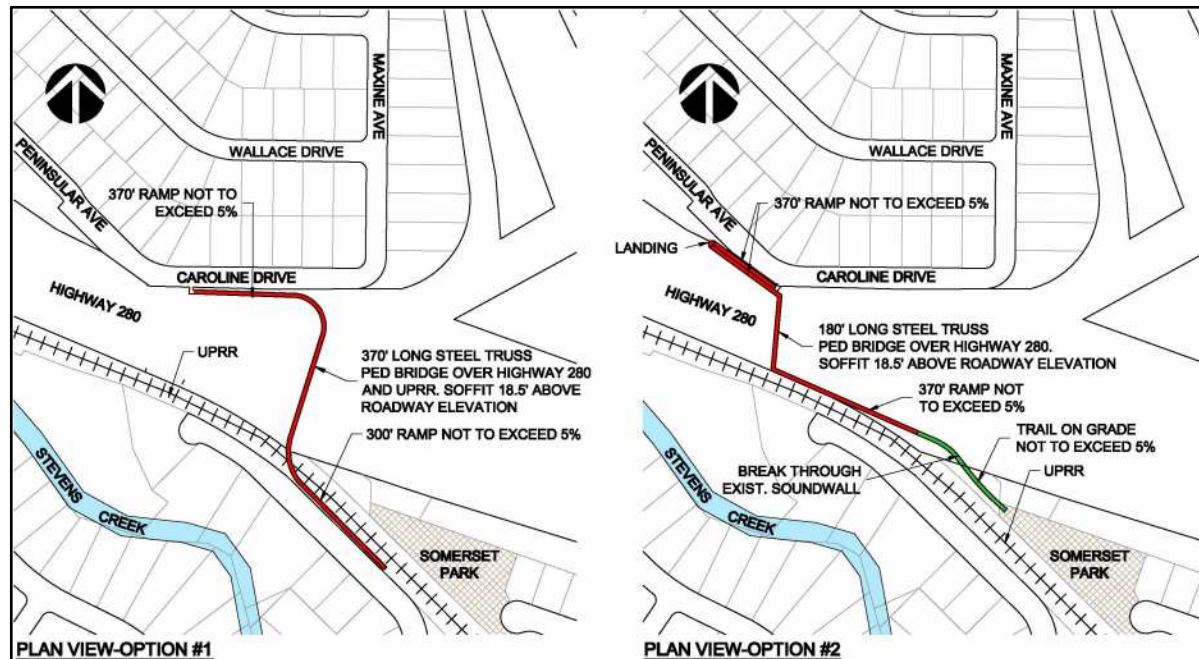 MAXINE AVE
WALLACE DRIVE
PENINSULAR AVE
370' RAMP NOT TO
EXCEED 5%
CAROLINE DRIVE
HIGHWAY 280
UPRR
370' LONG STEEL TRUSS
PED BRIDGE OVER HIGHWAY 280
AND UPRR. SOFFIT 18.5' ABOVE
ROADWAY ELEVATION
300' RAMP NOT TO EXCEED 5%
STEVENS
CREEK
SOMERSET
PARK
PLAN VIEW-OPTION #1
MAXINE AVE
WALLACE DRIVE
PENINSULAR AVE
370' RAMP NOT TO EXCEED 5%
LANDING
CAROLINE DRIVE
HIGHWAY 280
180' LONG STEEL TRUSS
PED BRIDGE OVER HIGHWAY 280.
SOFFIT 18.5' ABOVE ROADWAY ELEVATION
370' RAMP NOT
TO EXCEED 5%
TRAIL ON GRADE
NOT TO EXCEED 5%
BREAK THROUGH
EXIST. SOUNDWALL
UPRR
STEVENS
CREEK
SOMERSET
PARK
PLAN VIEW-OPTION #2